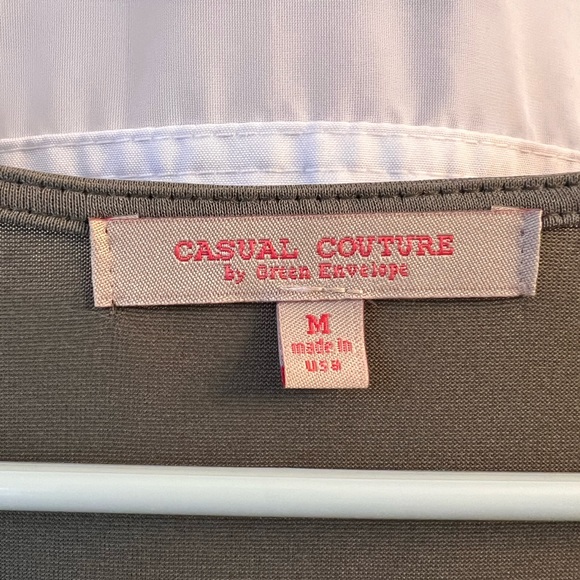 CASUAL COUTURE
By Green Envelope
M
made in
usa